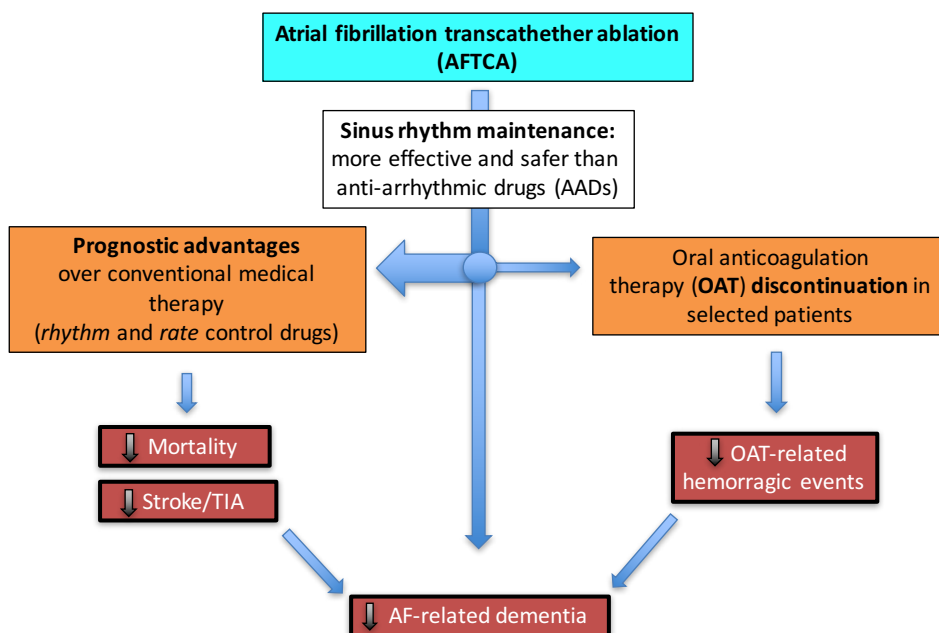 Atrial fibrillation transcathether ablation
(AFTCA)
Sinus rhythm maintenance:
more effective and safer than
anti-arrhythmic drugs (AADs)
Prognostic advantages
over conventional medical
therapy
(rhythm and rate control drugs)
Oral anticoagulation
therapy (OAT) discontinuation in
selected patients
Mortality
Stroke/TIA
OAT-related
hemorragic events
AF-related dementia